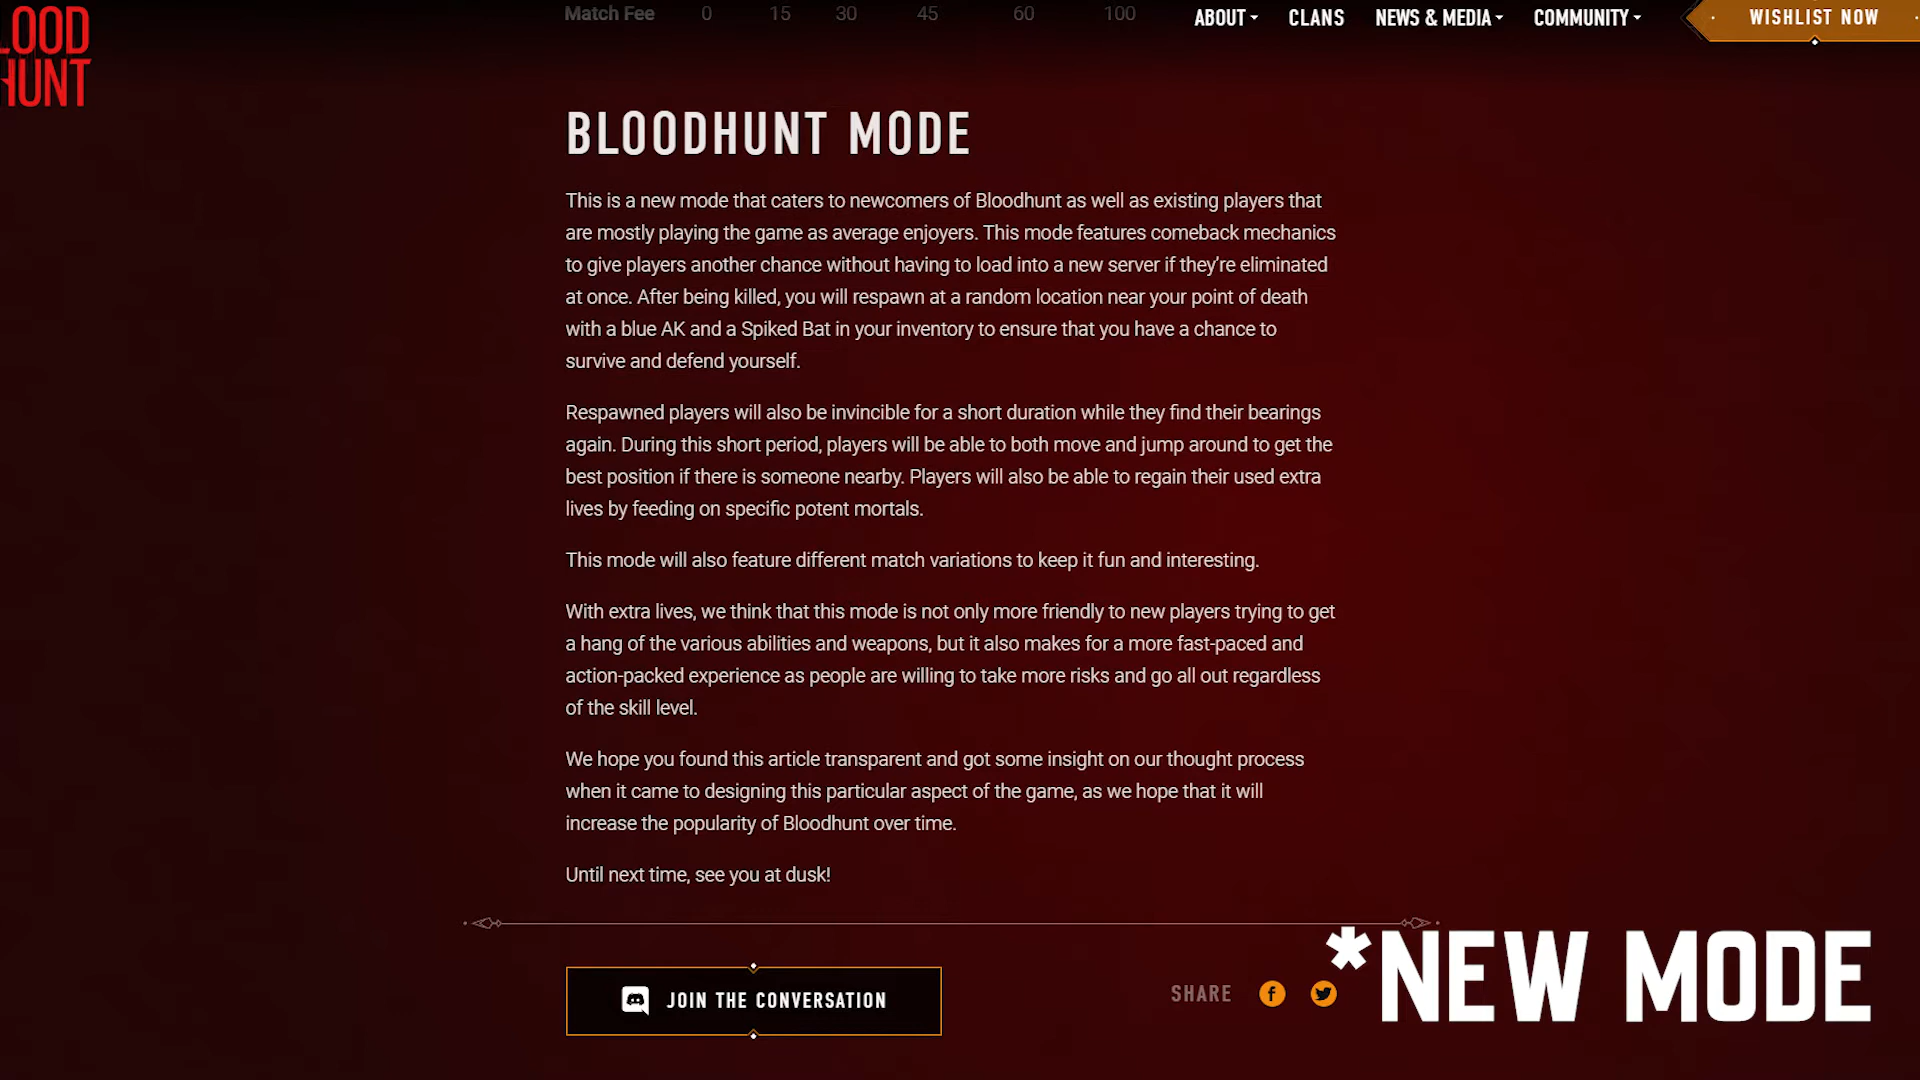 LOOD
HUNT
Match Fee 0 15 30 45 60 100
ABOUT CLANS NEWS & MEDIA COMMUNITY WISHLIST NOW
BLOODHUNT MODE
This is a new mode that caters to newcomers of Bloodhunt as well as existing players that
are mostly playing the game as average enjoyers. This mode features comeback mechanics
to give players another chance without having to load into a new server if they're eliminated
at once. After being killed, you will respawn at a random location near your point of death
with a blue AK and a Spiked Bat in your inventory to ensure that you have a chance to
survive and defend yourself.
Respawned players will also be invincible for a short duration while they find their bearings
again. During this short period, players will be able to both move and jump around to get the
best position if there is someone nearby. Players will also be able to regain their used extra
lives by feeding on specific potent mortals.
This mode will also feature different match variations to keep it fun and interesting.
With extra lives, we think that this mode is not only more friendly to new players trying to get
a hang of the various abilities and weapons, but it also makes for a more fast-paced and
action-packed experience as people are willing to take more risks and go all out regardless
of the skill level.
We hope you found this article transparent and got some insight on our thought process
when it came to designing this particular aspect of the game, as we hope that it will
increase the popularity of Bloodhunt over time.
Until next time, see you at dusk!
JOIN THE CONVERSATION
SHARE
*NEW MODE